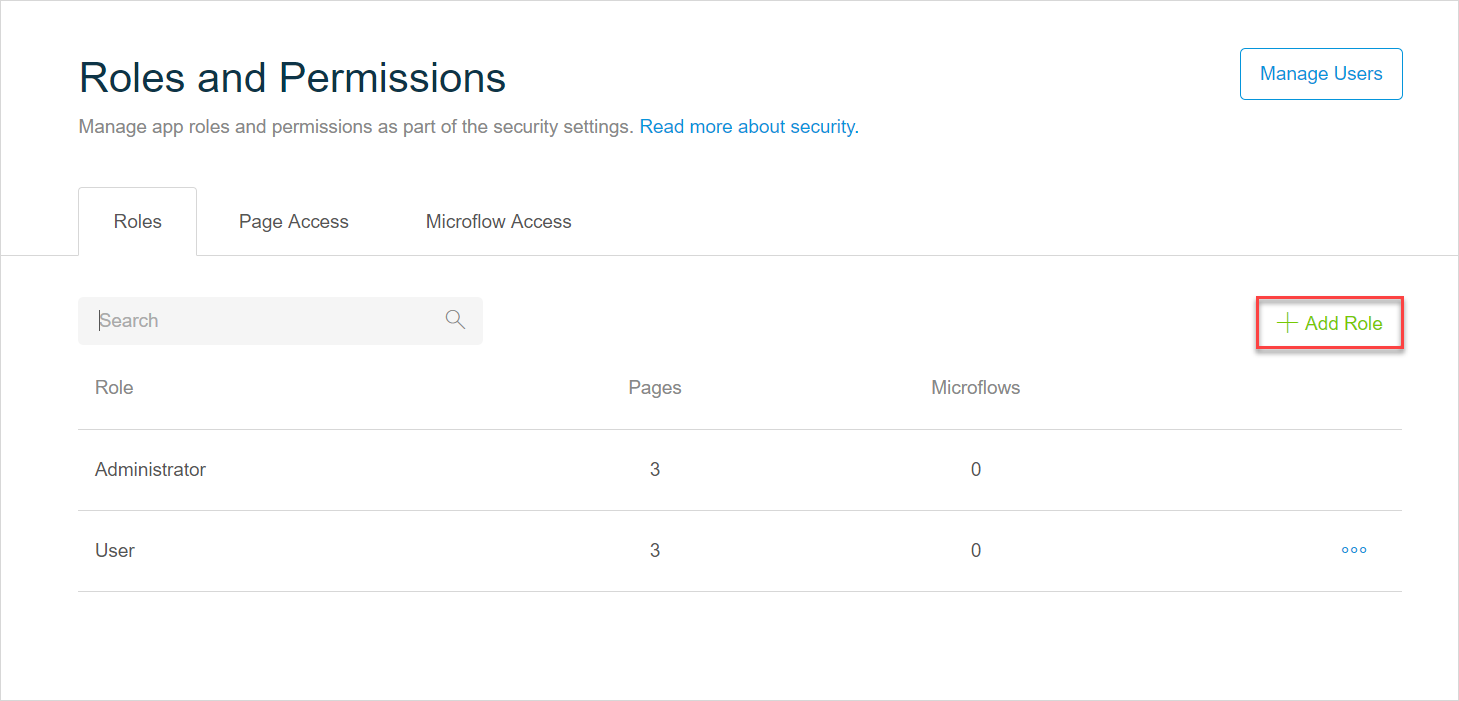 Roles and Permissions
Manage Users
Manage app roles and permissions as part of the security settings. Read more about security.
Roles Page Access Microflow Access
Search
Add Role
Role Pages Microflows
Administrator 3 0
User 3 0